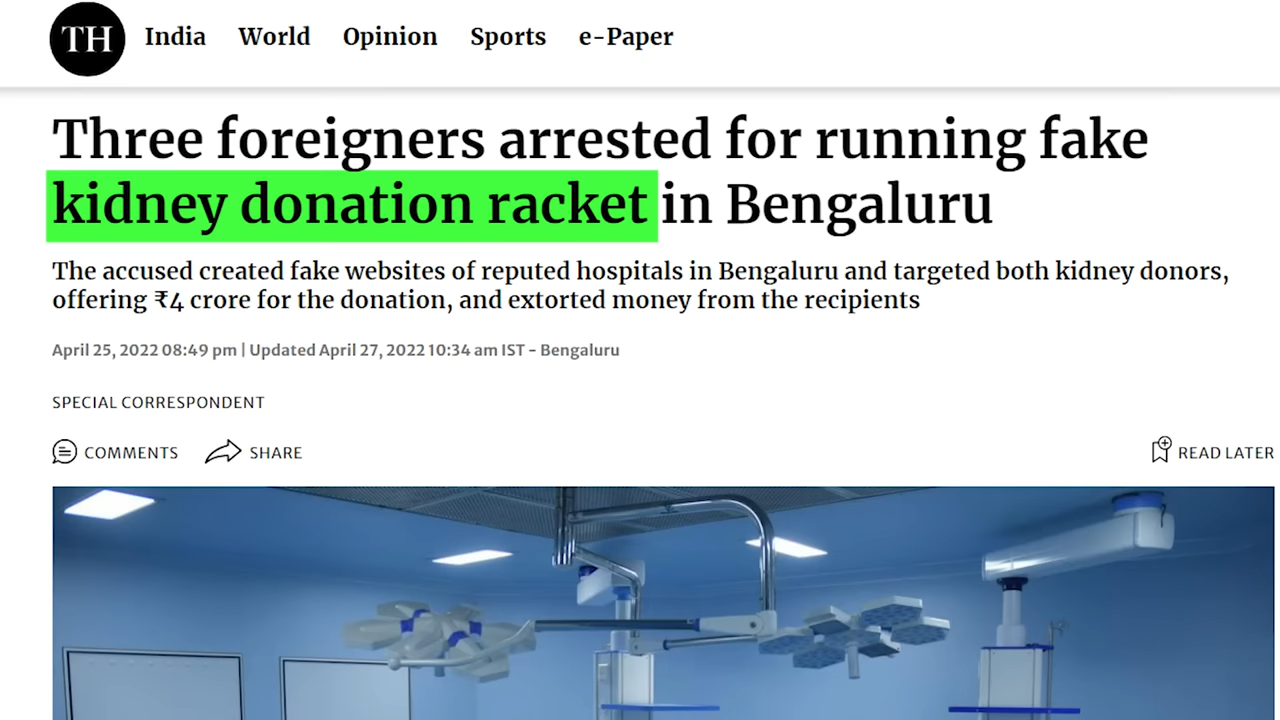 TH India World Opinion Sports e-Paper
Three foreigners arrested for running fake
kidney donation racket in Bengaluru
The accused created fake websites of reputed hospitals in Bengaluru and targeted both kidney donors,
offering ₹4 crore for the donation, and extorted money from the recipients
April 25, 2022 08:49 pm | Updated April 27, 2022 10:34 am IST - Bengaluru
SPECIAL CORRESPONDENT
COMMENTS SHARE READ LATER